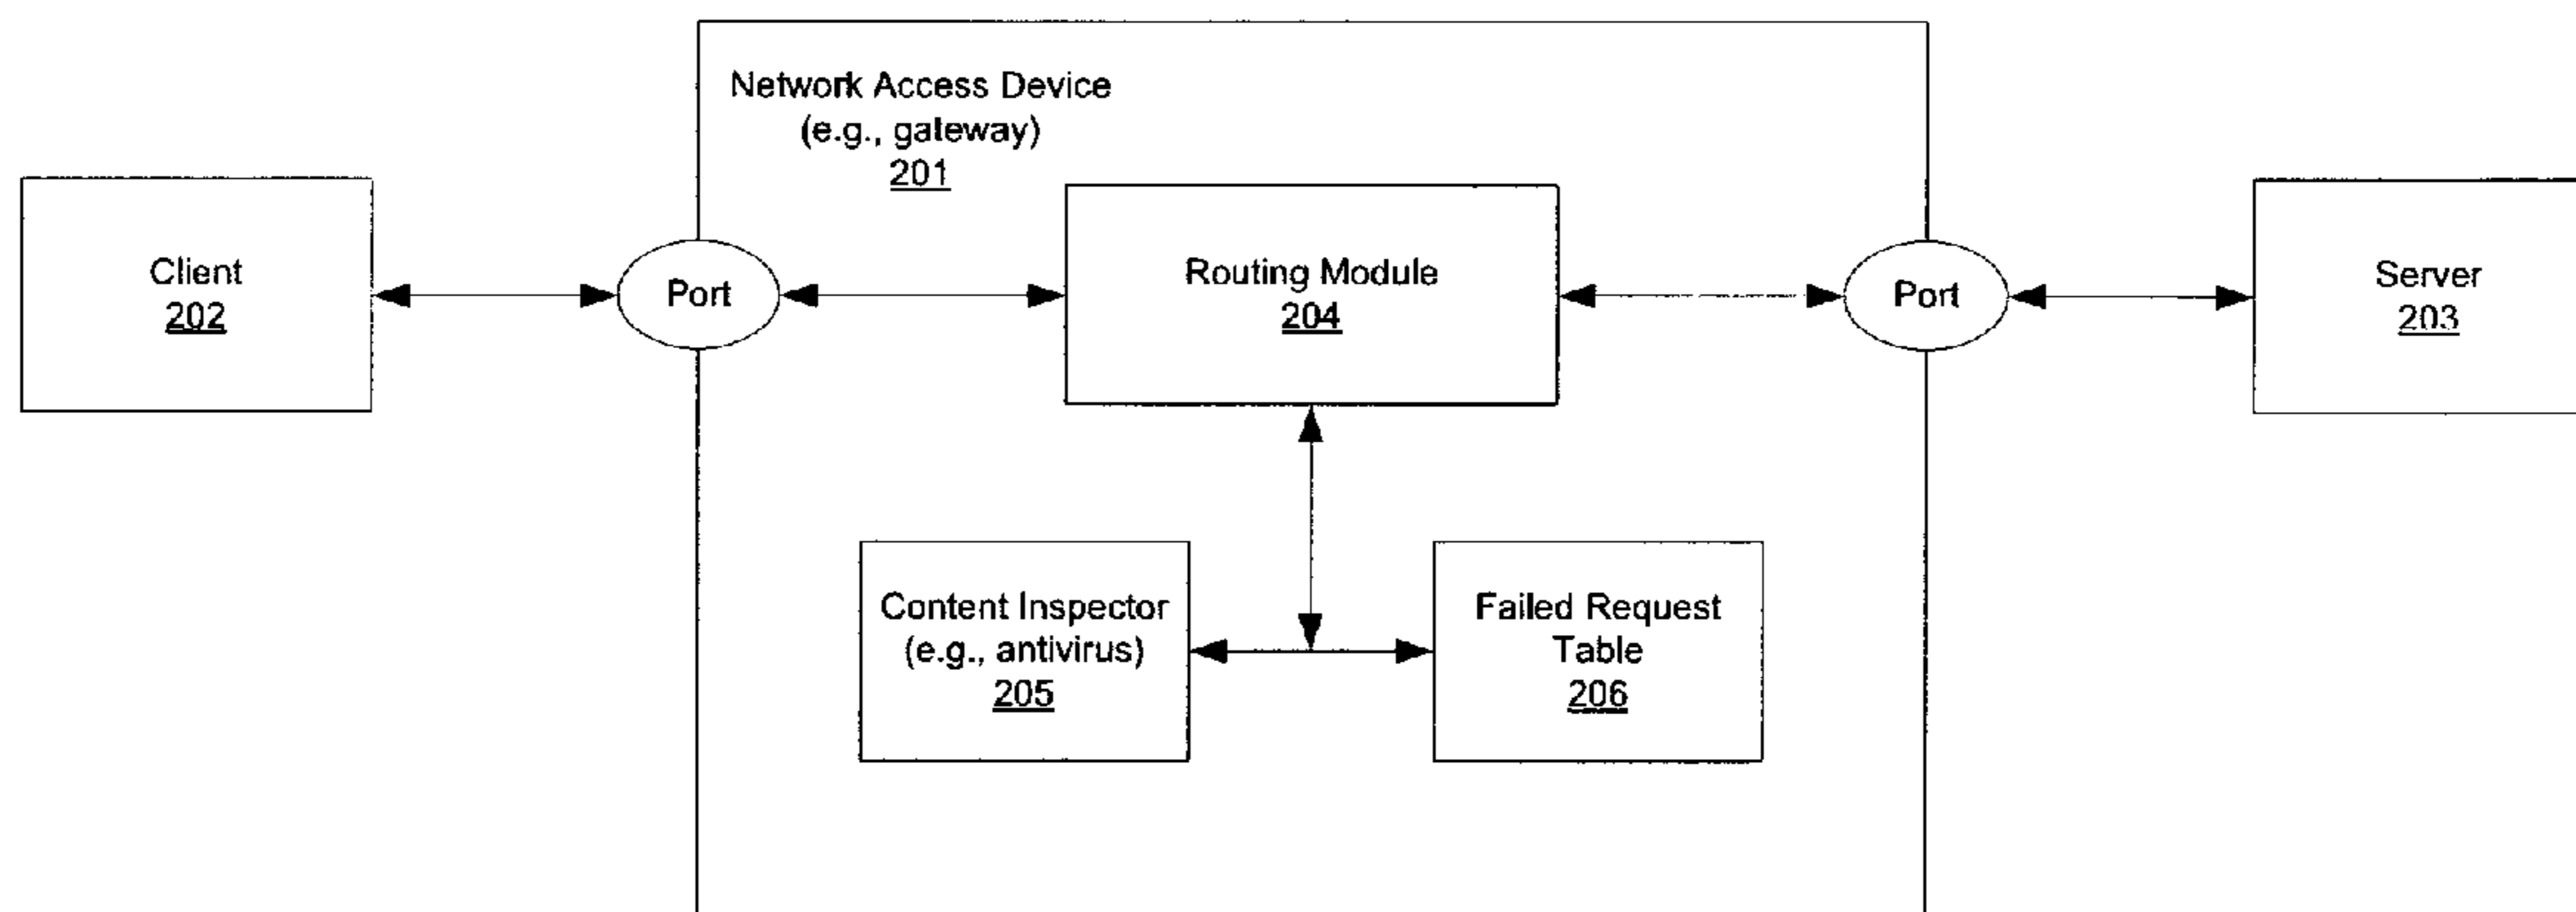 Network Access Device
(e.g., gateway)
201
Client
202
Port
Routing Module
204
Port
Server
203
Content Inspector
(e.g., antivirus)
205
Failed Request
Table
206